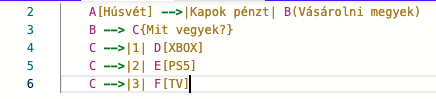 2 A[Húsvét] -->|Kapok pénzt| B(Vásárolni megyek)
3 B --> C{Mit vegyek?}
4 C -->|1| D[XBOX]
5 C -->|2| E[PS5]
6 C -->|3| F[TV]